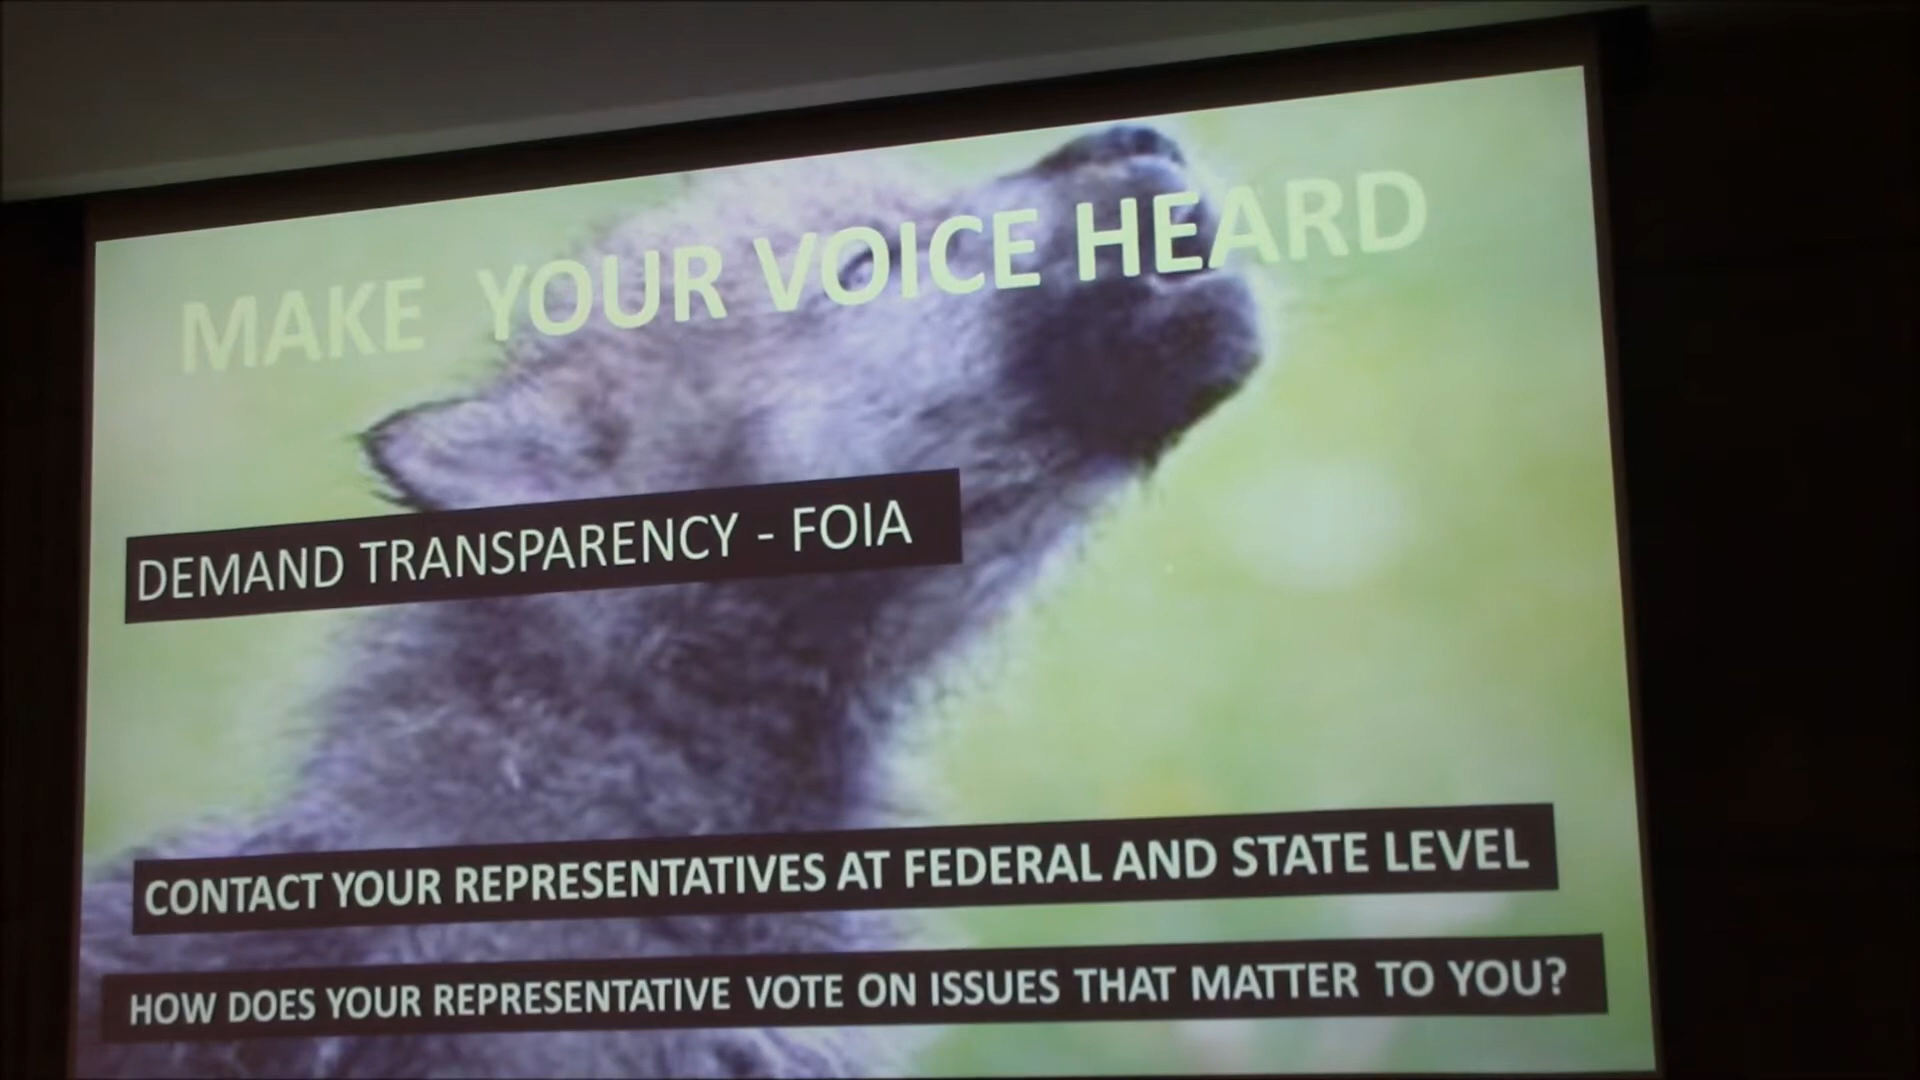 MAKE YOUR VOICE HEARD
DEMAND TRANSPARENCY - FOIA
CONTACT YOUR REPRESENTATIVES AT FEDERAL AND STATE LEVEL
HOW DOES YOUR REPRESENTATIVE VOTE ON ISSUES THAT MATTER TO YOU?